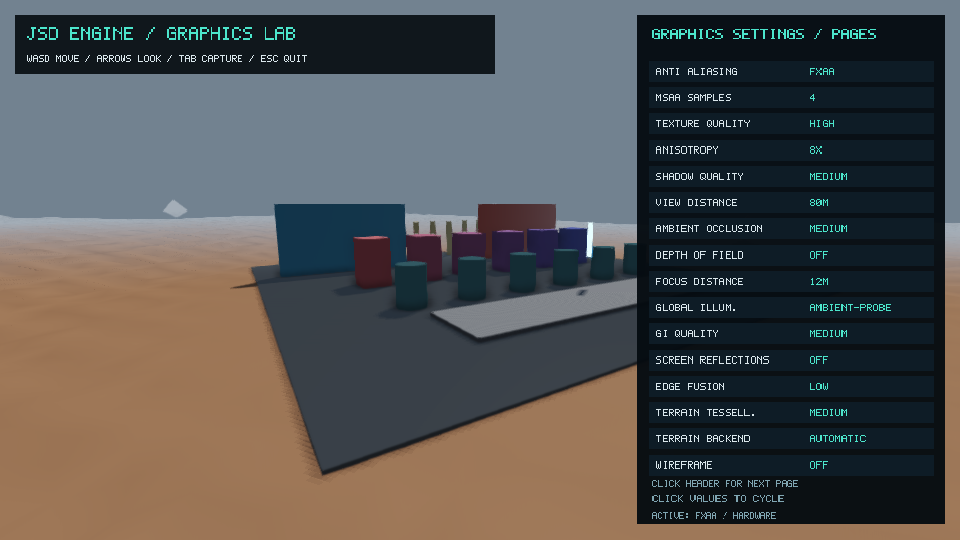 JSD ENGINE / GRAPHICS LAB
WASD MOVE / ARROWS LOOK / TAB CAPTURE / ESC QUIT
GRAPHICS SETTINGS / PAGES
ANTI ALIASING FXAA
MSAA SAMPLES 4
TEXTURE QUALITY HIGH
ANISOTROPY 8X
SHADOW QUALITY MEDIUM
VIEW DISTANCE 80M
AMBIENT OCCLUSION MEDIUM
DEPTH OF FIELD OFF
FOCUS DISTANCE 12M
GLOBAL ILLUM. AMBIENT-PROBE
GI QUALITY MEDIUM
SCREEN REFLECTIONS OFF
EDGE FUSION LOW
TERRAIN TESSELL. MEDIUM
TERRAIN BACKEND AUTOMATIC
WIREFRAME OFF
CLICK HEADER FOR NEXT PAGE
CLICK VALUES TO CYCLE
ACTIVE: FXAA / HARDWARE